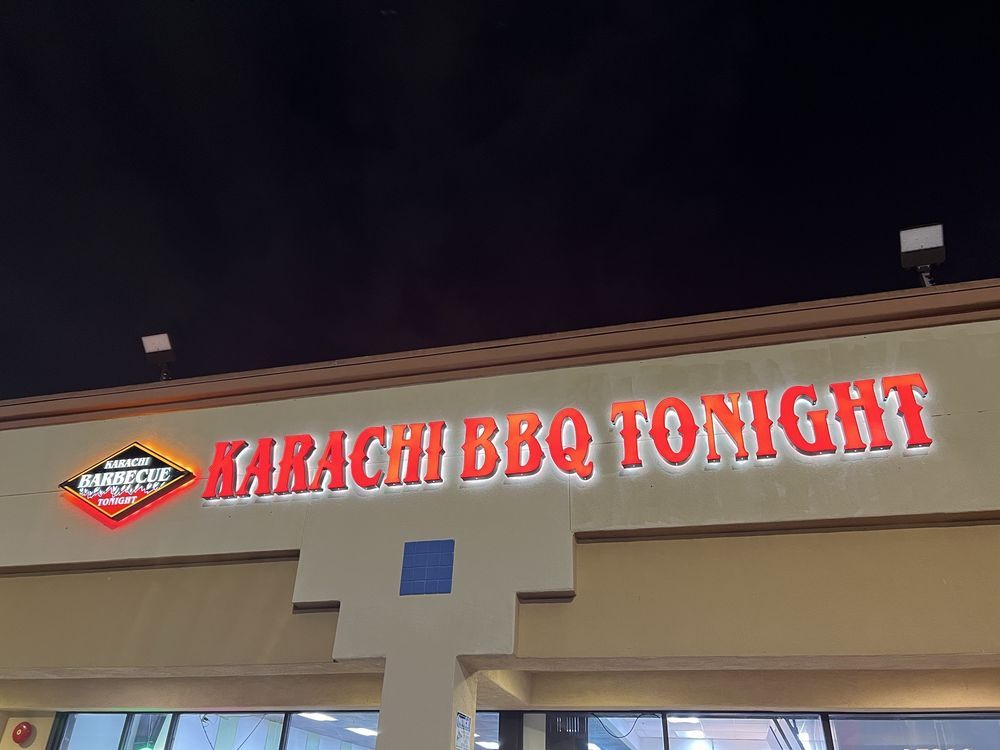 KARACHI
BARBECUE
TONIGHT
KARACHI BBQ TONIGHT